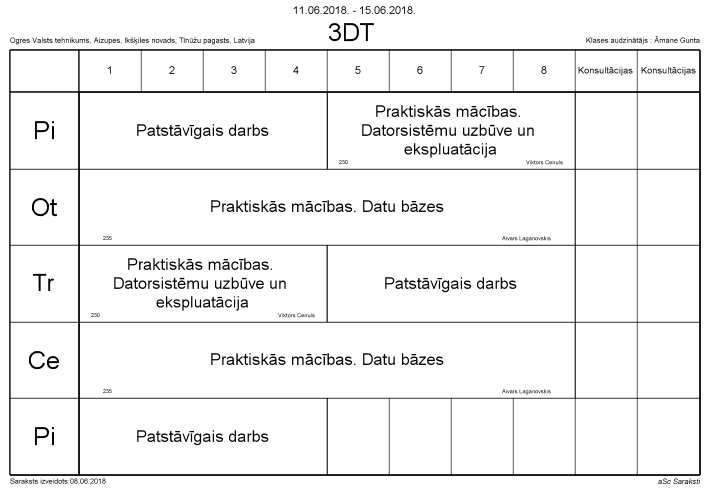 11.06.2018. - 15.06.2018.
3DT
Ogres Valsts tehnikums, Aizupes, Ikšķiles novads, Tīnūžu pagasts, Latvija
Klases audzinātājs : Āmane Gunta
1 2 3 4 5 6 7 8 Konsultācijas Konsultācijas
Pi
Patstāvīgais darbs
Praktiskās mācības.
Datorsistēmu uzbūve un
ekspluatācija
230 Viktors Ceiruls
Ot
Praktiskās mācības. Datu bāzes
235 Aivars Laganovskis
Tr
Praktiskās mācības.
Datorsistēmu uzbūve un
ekspluatācija
230 Viktors Ceiruls
Patstāvīgais darbs
Ce
Praktiskās mācības. Datu bāzes
235 Aivars Laganovskis
Pi
Patstāvīgais darbs
Saraksts izveidots:08.06.2018
aSc Saraksti